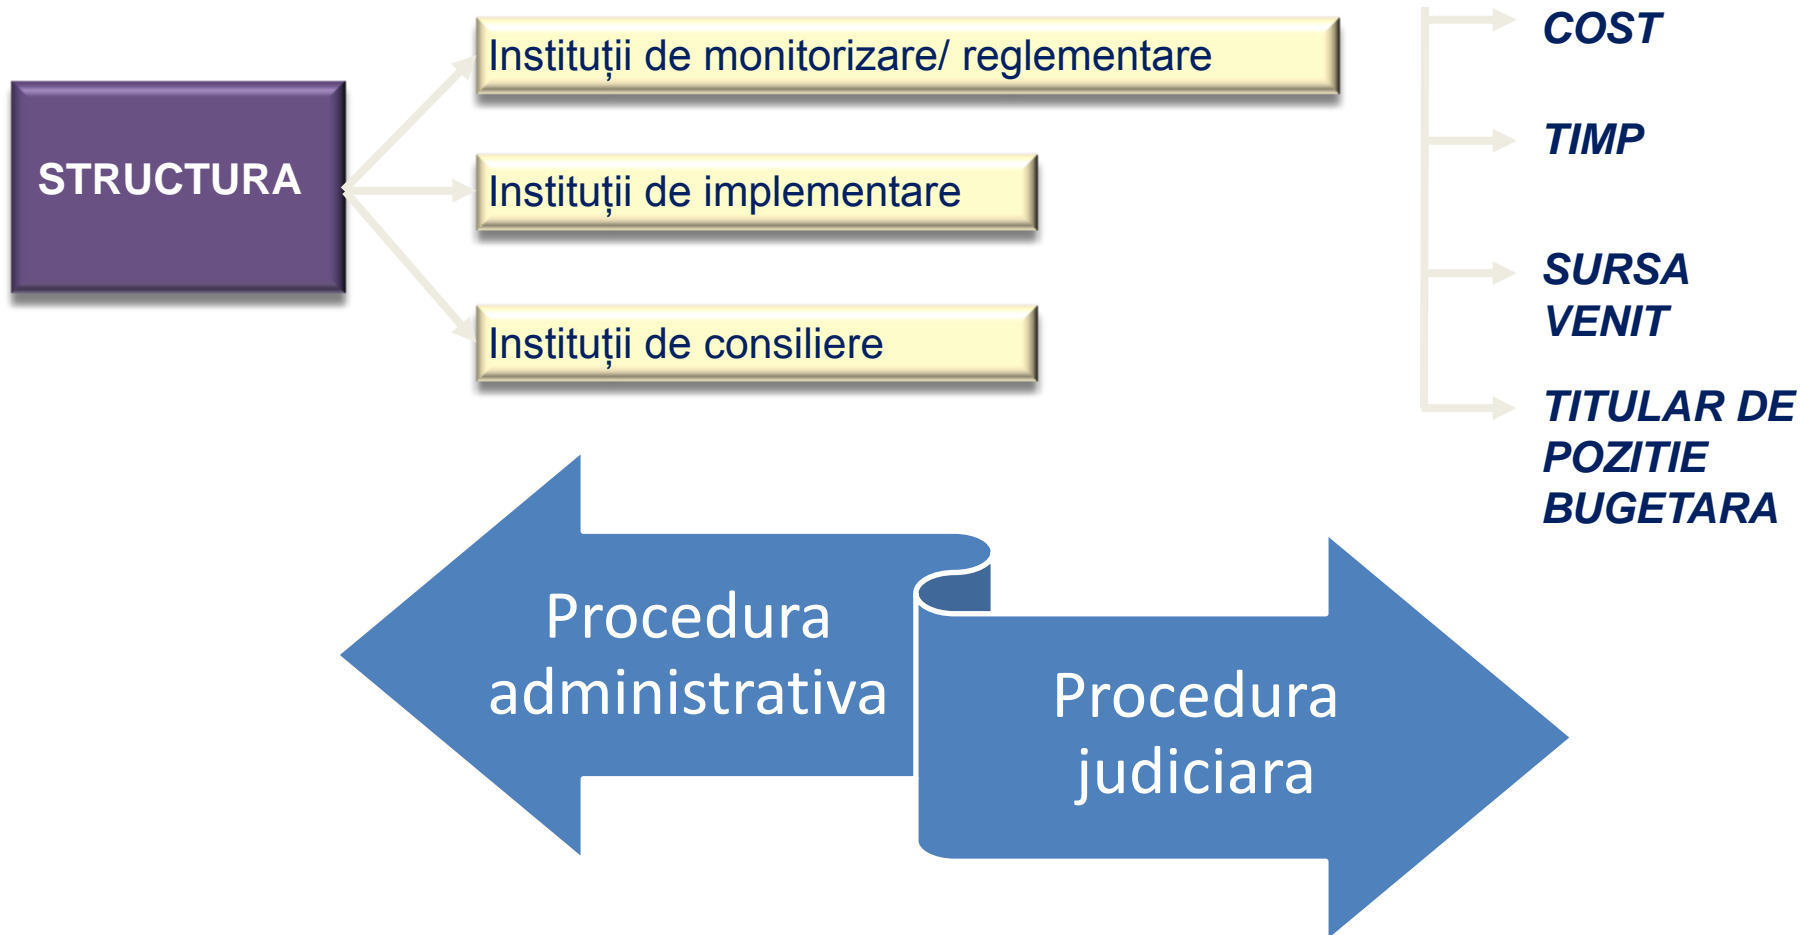 STRUCTURA
Instituții de monitorizare/ reglementare
Instituții de implementare
Instituții de consiliere
COST
TIMP
SURSA
VENIT
TITULAR DE
POZITIE
BUGETARA
Procedura
administrativa
Procedura
judiciara